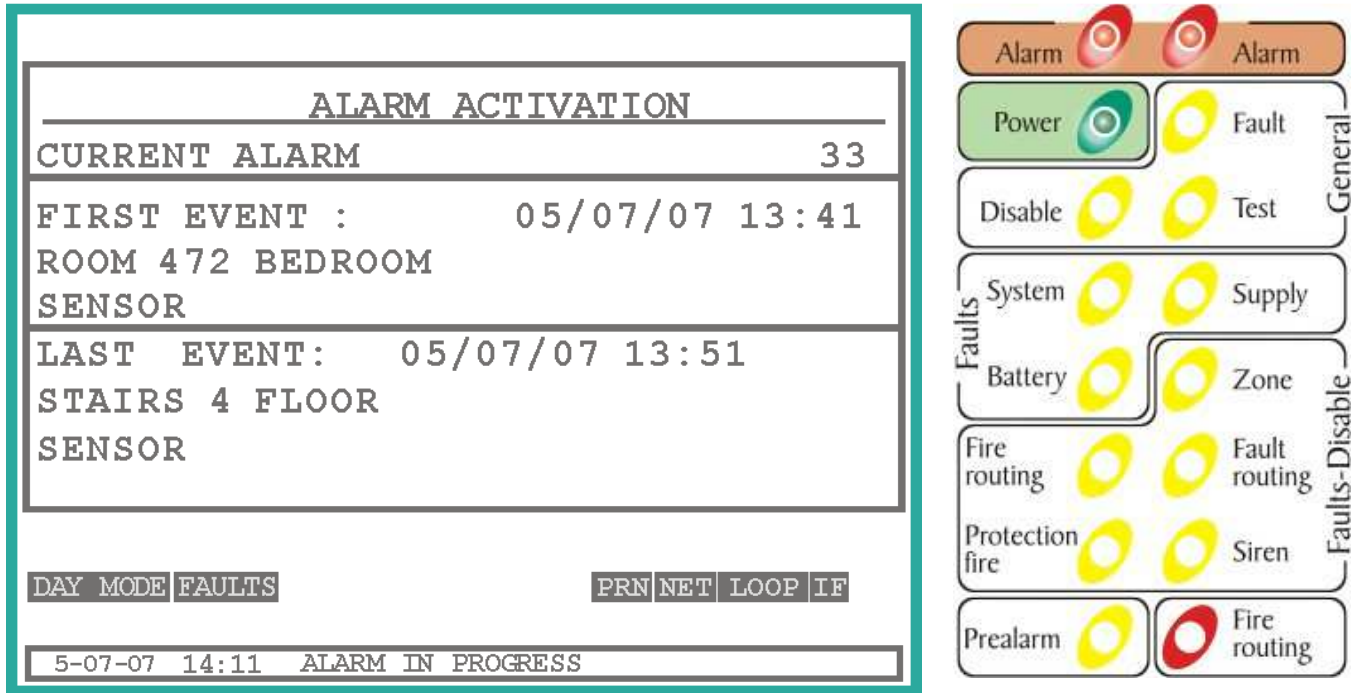 ALARM ACTIVATION
CURRENT ALARM 33
FIRST EVENT : 05/07/07 13:41
ROOM 472 BEDROOM
SENSOR
LAST EVENT: 05/07/07 13:51
STAIRS 4 FLOOR
SENSOR
DAY MODE FAULTS PRN NET LOOP IF
5-07-07 14:11 ALARM IN PROGRESS
Alarm Alarm
Power Fault
General
Disable Test
Faults
System Supply
Battery Zone
Faults-Disable
Fire
routing
Fault
routing
Protection
fire
Siren
Prealarm
Fire
routing